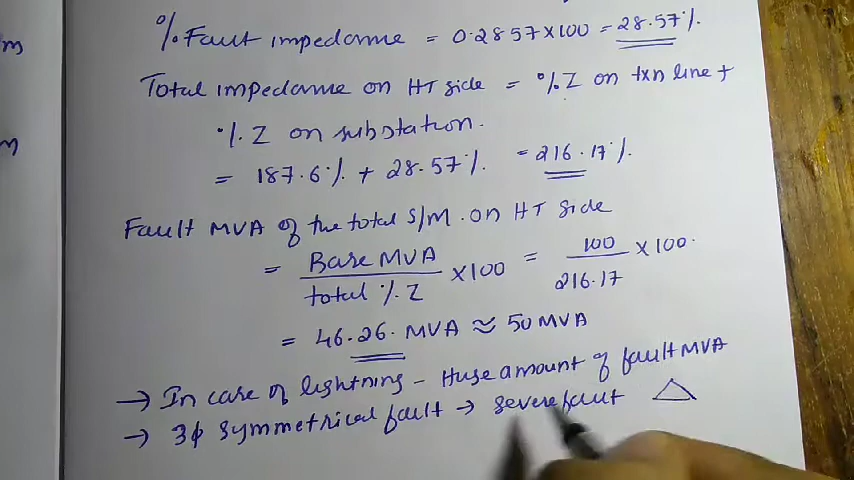 m
% Fault impedame = 0.2857×100 = 28.57%.
Total impedame on HT side = %Z on txn line +
m
%.Z on substation.
= 187.6% + 28.57%. = 216.17%.
Fault MVA of the total S/M. on HT side
= Base MVA / total %.Z ×100 = 100 / 216.17 ×100.
= 46.26. MVA ≈ 50 MVA
→ In case of lightning - Huge amount of fault MVA
→ 3ϕ symmetrical fault → severe fault △